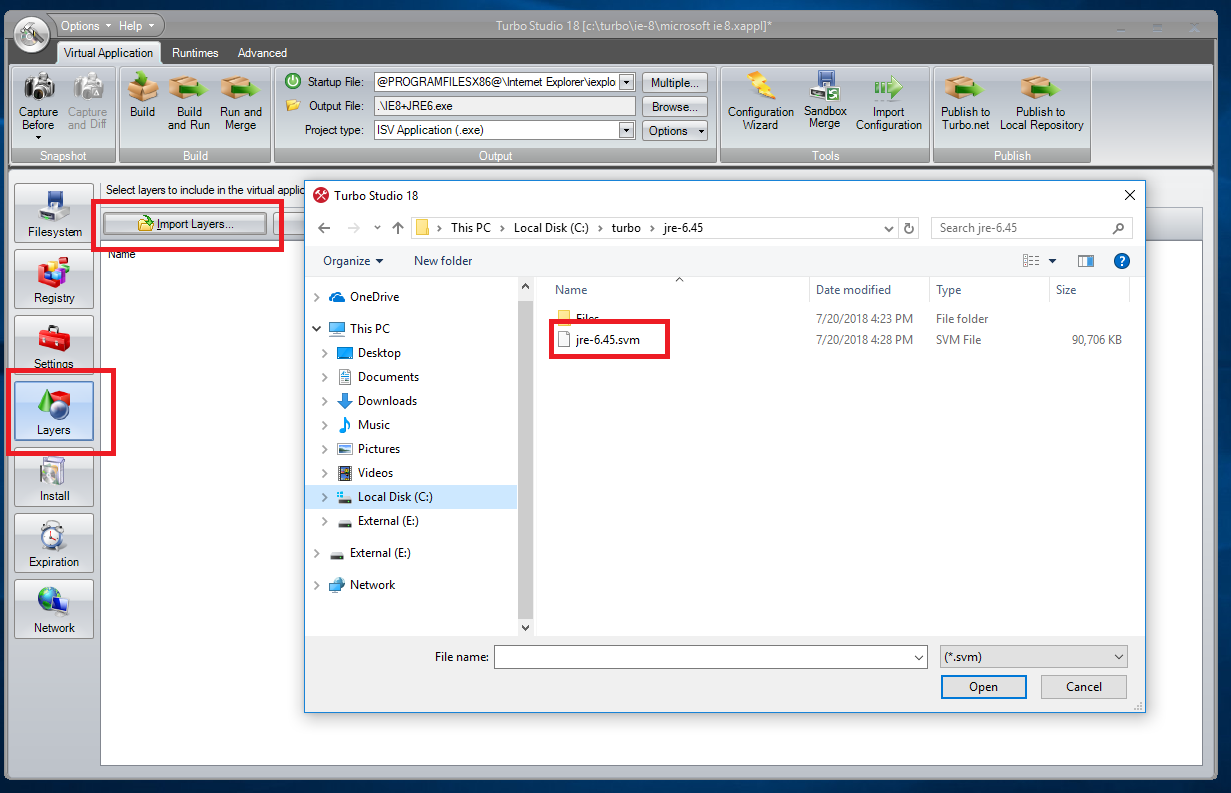 Options Help
Turbo Studio 18 [c:\turbo\ie-8\microsoft ie8.xappl]*
Virtual Application Runtimes Advanced
Capture Before
Capture and Diff
Snapshot
Build
Build and Run
Run and Merge
Build
Startup File: @PROGRAMFILESX86@\Internet Explorer\iexplo Multiple...
Output File: .\IE8+JRE6.exe Browse...
Project type: ISV Application (.exe) Options
Output
Configuration Wizard
Sandbox Merge
Import Configuration
Tools
Publish to Turbo.net
Publish to Local Repository
Publish
Select layers to include in the virtual applic
Import Layers...
Name
Filesystem
Registry
Settings
Layers
Install
Expiration
Network
Turbo Studio 18
This PC Local Disk (C:) turbo jre-6.45
Search jre-6.45
Organize New folder
OneDrive
This PC
Desktop
Documents
Downloads
Music
Pictures
Videos
Local Disk (C:)
External (E:)
External (E:)
Network
Name Date modified Type Size
Files 7/20/2018 4:23 PM File folder
jre-6.45.svm 7/20/2018 4:28 PM SVM File 90,706 KB
File name: (*.svm)
Open Cancel